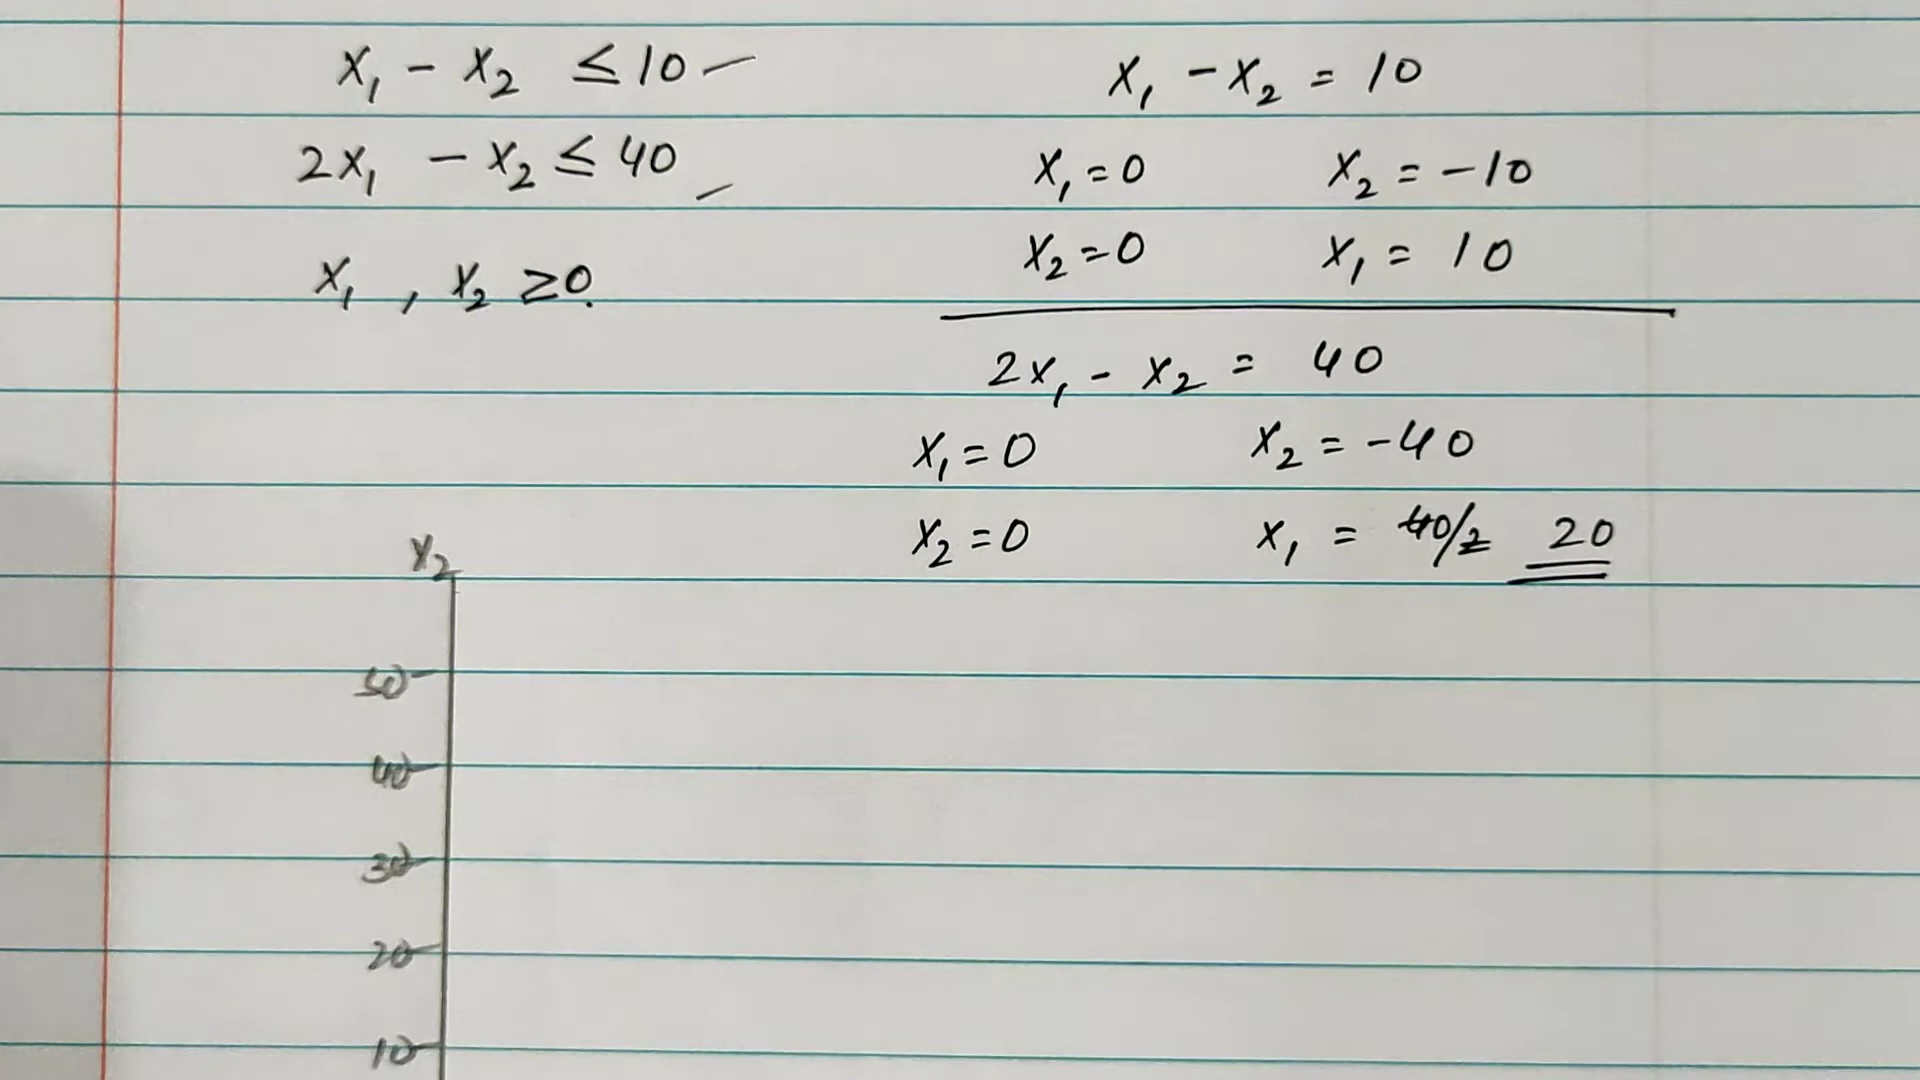 x₁ - x₂ ≤ 10
2x₁ - x₂ ≤ 40
x₁, x₂ ≥ 0.
x₁ - x₂ = 10
x₁ = 0 x₂ = -10
x₂ = 0 x₁ = 10
2x₁ - x₂ = 40
x₁ = 0 x₂ = -40
x₂ = 0 x₁ = 40/2 20
x₂
50
40
30
20
10